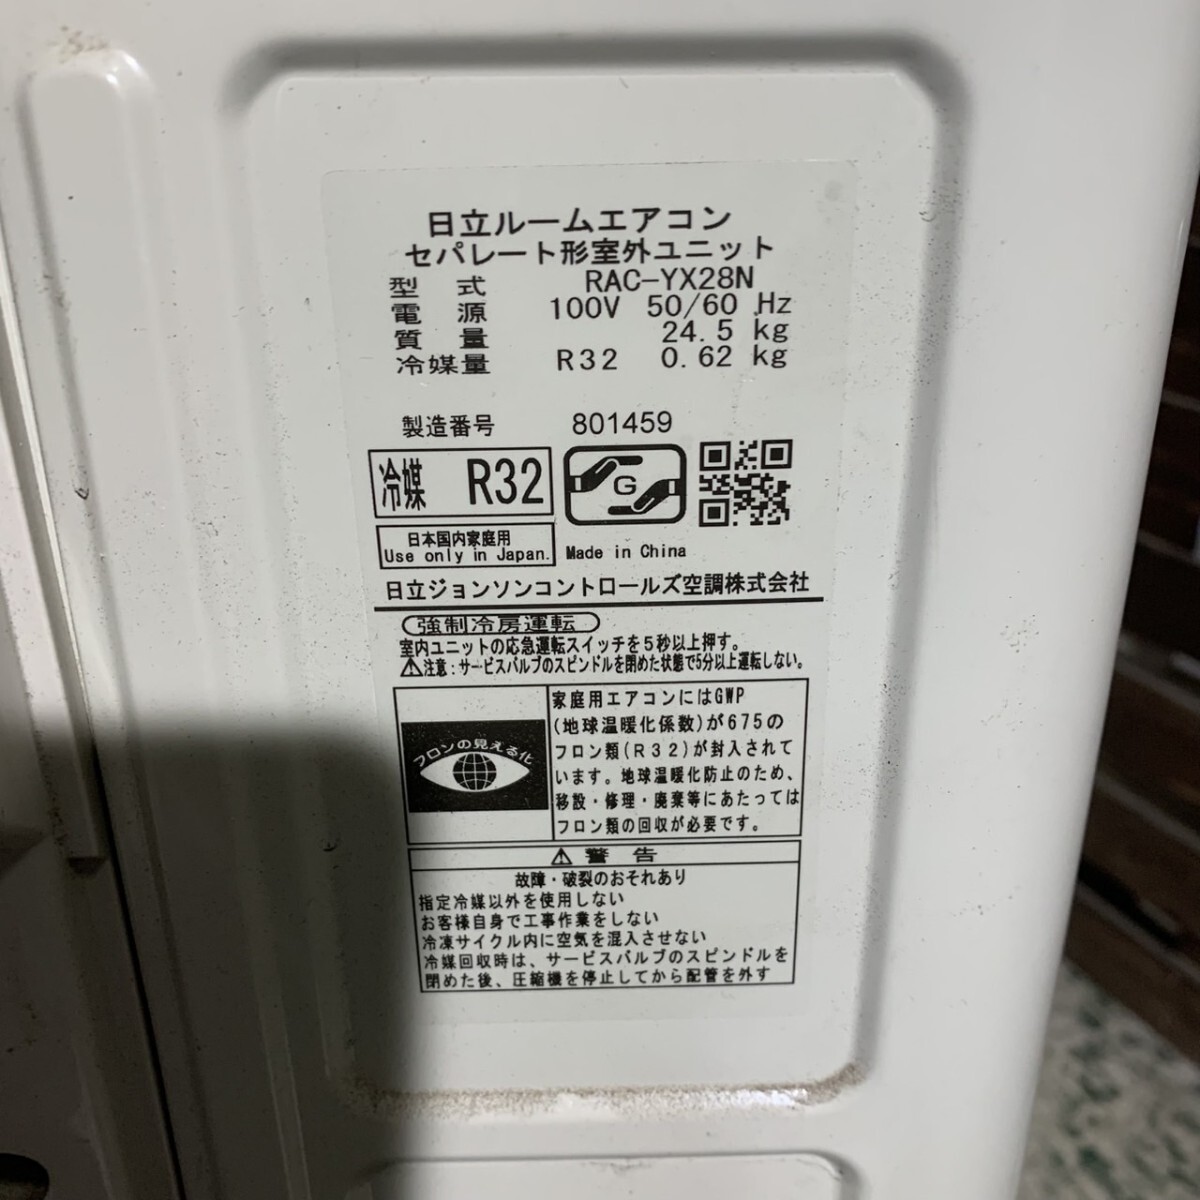 日立ルームエアコン
セパレート形室外ユニット
型式 RAC-YX28N
電源 100V 50/60 Hz
質量 24.5 kg
冷媒量 R32 0.62 kg
製造番号 801459
冷媒 R32
G
日本国内家庭用
Use only in Japan.
Made in China
日立ジョンソンコントロールズ空調株式会社
強制冷房運転
室内ユニットの応急運転スイッチを5秒以上押す。
⚠注意:サービスバルブのスピンドルを閉めた状態で5分以上運転しない。
フロンの見える化
家庭用エアコンにはGWP
(地球温暖化係数)が675の
フロン類(R32)が封入されて
います。地球温暖化防止のため、
移設・修理・廃棄等にあたっては
フロン類の回収が必要です。
⚠警告
故障・破裂のおそれあり
指定冷媒以外を使用しない
お客様自身で工事作業をしない
冷凍サイクル内に空気を混入させない
冷媒回収時は、サービスバルブのスピンドルを
閉めた後、圧縮機を停止してから配管を外す